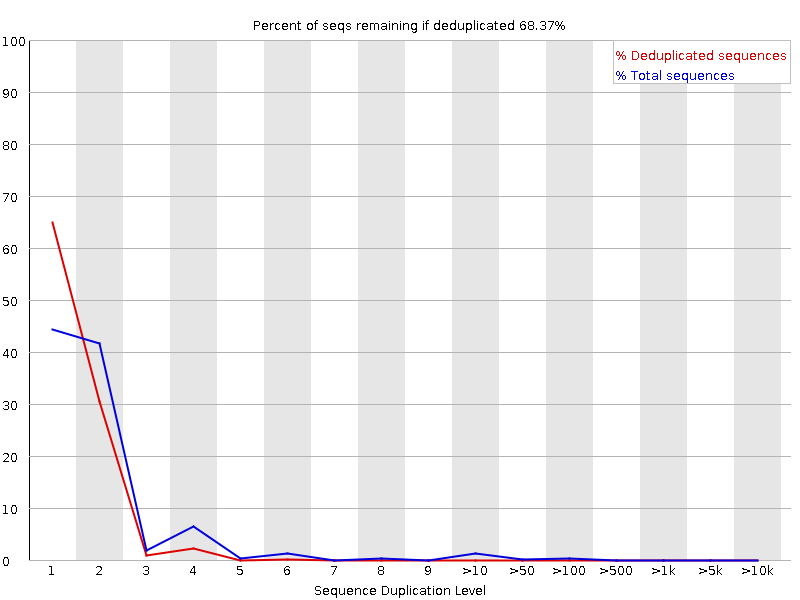 Percent of seqs remaining if deduplicated 68.37%
% Deduplicated sequences
% Total sequences
100
90
80
70
60
50
40
30
20
10
0
1 2 3 4 5 6 7 8 9 >10 >50 >100 >500 >1k >5k >10k
Sequence Duplication Level